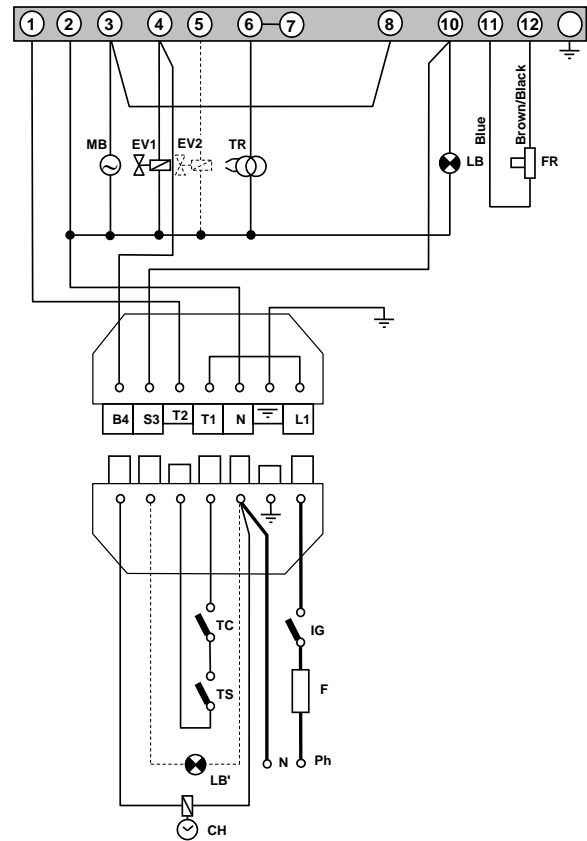 1 2 3 4 5 6 7 8 10 11 12
Blue
Brown/Black
MB EV1 EV2 TR LB FR
B4 S3 T2 T1 N L1
TC
IG
TS
F
N Ph
LB'
CH